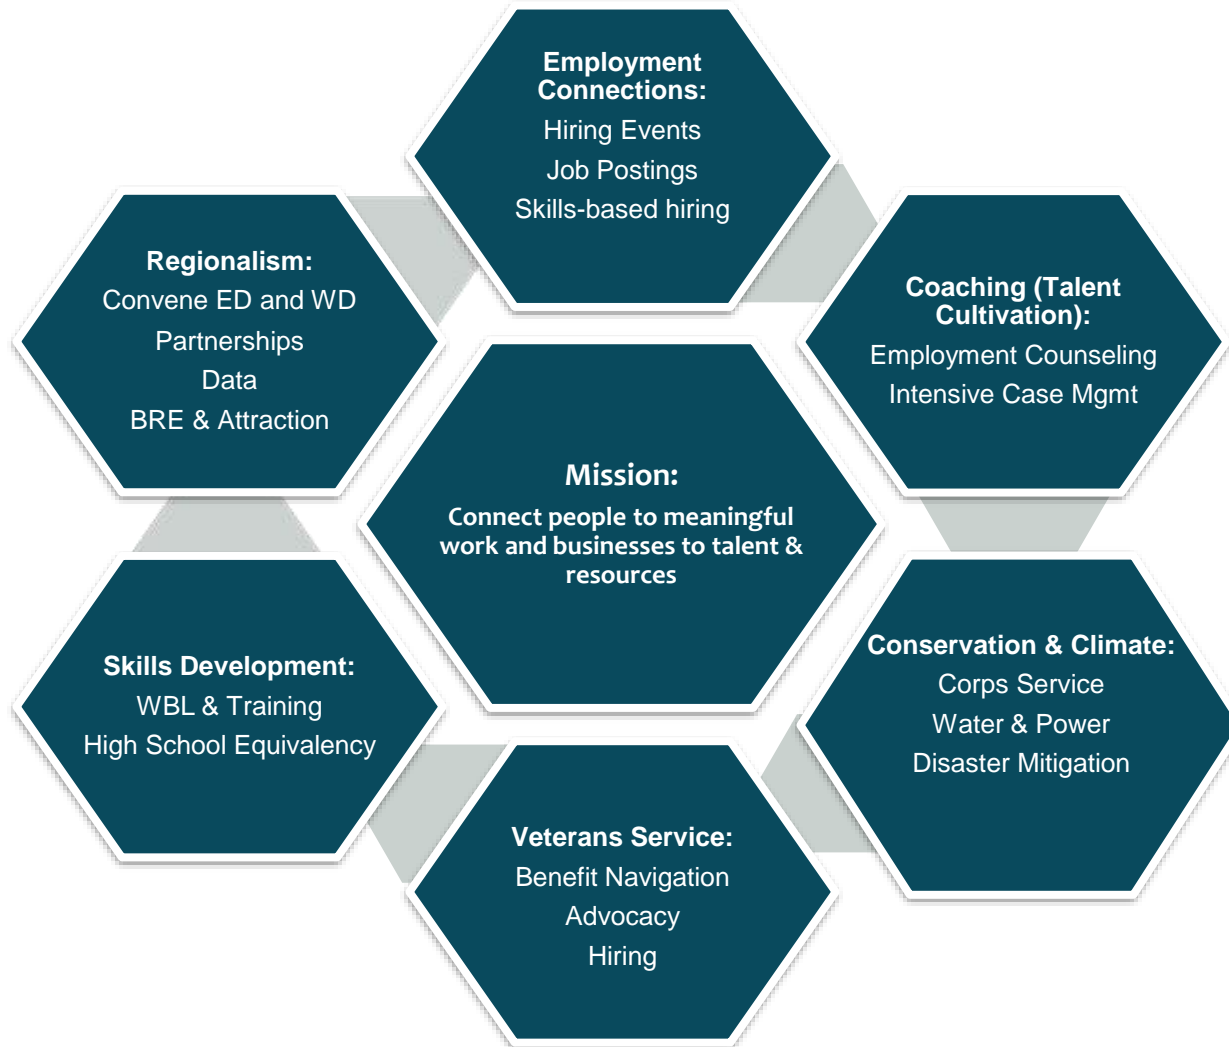 Employment
Connections:
Hiring Events
Job Postings
Skills-based hiring
Regionalism:
Convene ED and WD
Partnerships
Data
BRE & Attraction
Coaching (Talent
Cultivation):
Employment Counseling
Intensive Case Mgmt
Mission:
Connect people to meaningful
work and businesses to talent &
resources
Skills Development:
WBL & Training
High School Equivalency
Conservation & Climate:
Corps Service
Water & Power
Disaster Mitigation
Veterans Service:
Benefit Navigation
Advocacy
Hiring